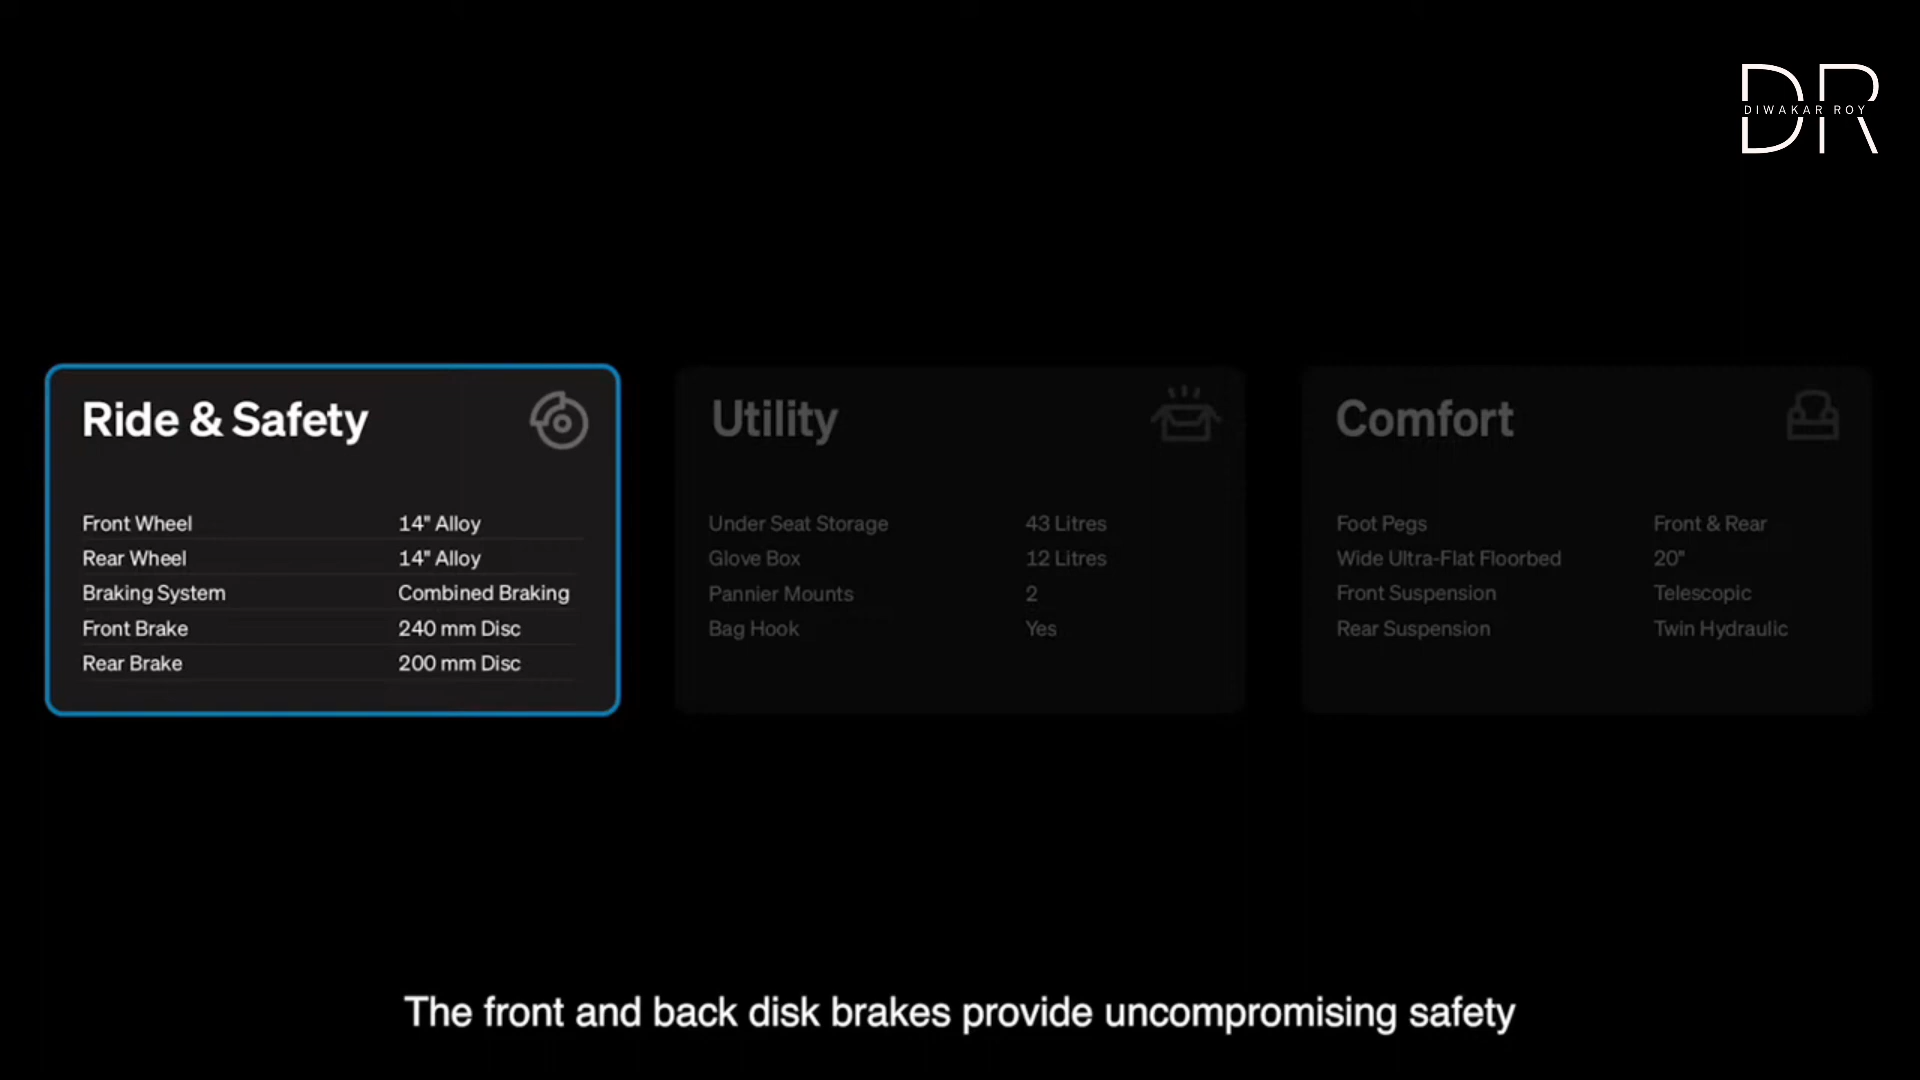 DR
DIWAKAR ROY
Ride & Safety
Front Wheel 14" Alloy
Rear Wheel 14" Alloy
Braking System Combined Braking
Front Brake 240 mm Disc
Rear Brake 200 mm Disc
Utility
Under Seat Storage 43 Litres
Glove Box 12 Litres
Pannier Mounts 2
Bag Hook Yes
Comfort
Foot Pegs Front & Rear
Wide Ultra-Flat Floorbed 20"
Front Suspension Telescopic
Rear Suspension Twin Hydraulic
The front and back disk brakes provide uncompromising safety